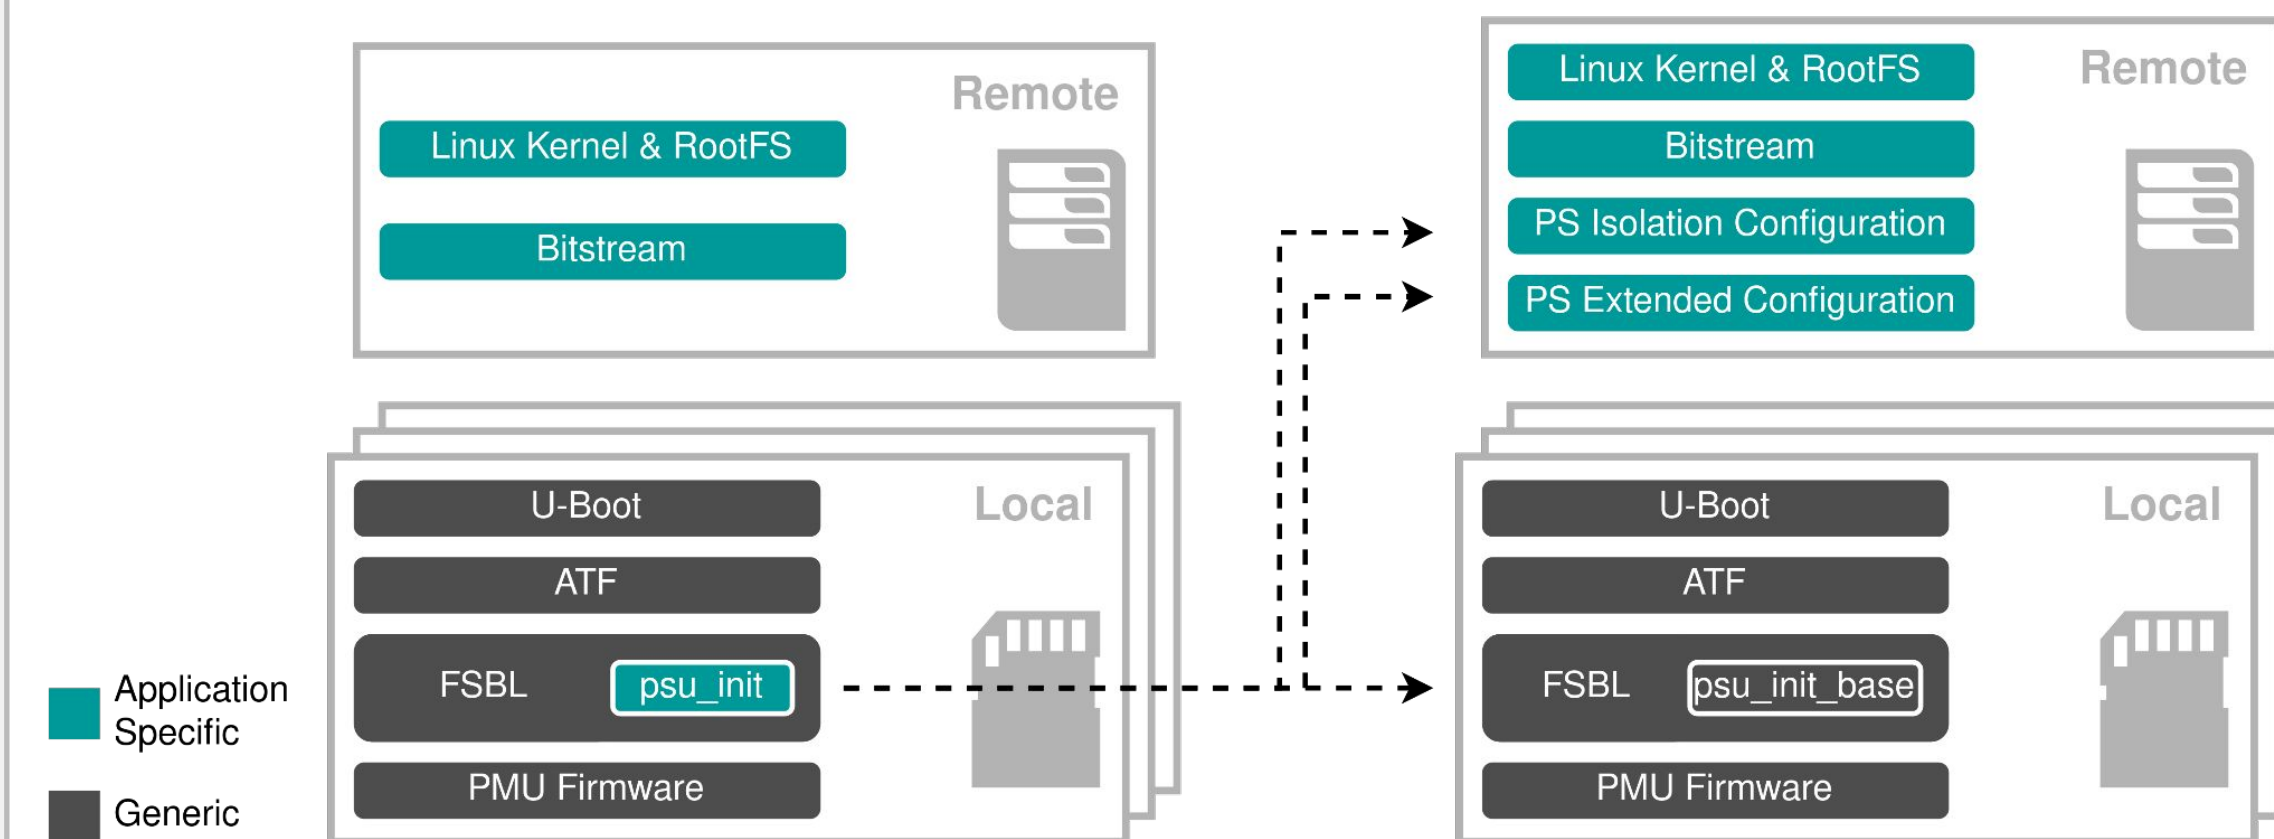 Remote
Linux Kernel & RootFS
Bitstream
Local
U-Boot
ATF
FSBL
psu_init
PMU Firmware
Remote
Linux Kernel & RootFS
Bitstream
PS Isolation Configuration
PS Extended Configuration
Local
U-Boot
ATF
FSBL
psu_init_base
PMU Firmware
Application
Specific
Generic